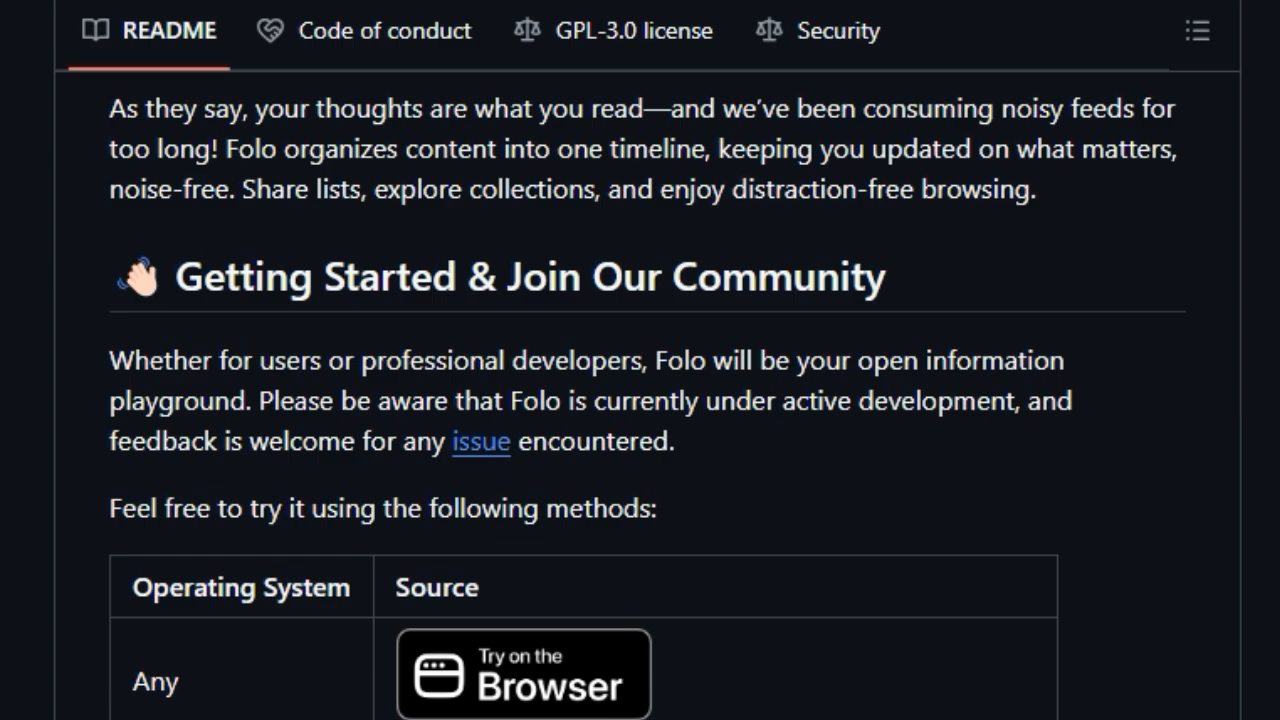 README Code of conduct GPL-3.0 license Security
As they say, your thoughts are what you read—and we’ve been consuming noisy feeds for
too long! Folo organizes content into one timeline, keeping you updated on what matters,
noise-free. Share lists, explore collections, and enjoy distraction-free browsing.
👋🏻 Getting Started & Join Our Community
Whether for users or professional developers, Folo will be your open information
playground. Please be aware that Folo is currently under active development, and
feedback is welcome for any issue encountered.
Feel free to try it using the following methods:
Operating System Source
Any Try on the
Browser